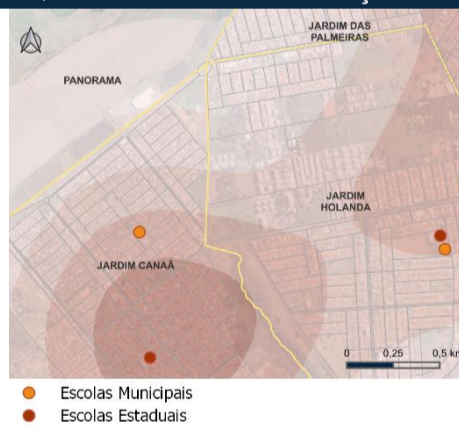 JARDIM DAS
PALMEIRAS
PANORAMA
JARDIM
HOLANDA
JARDIM CANAÃ
0 0,25 0,5 km
Escolas Municipais
Escolas Estaduais